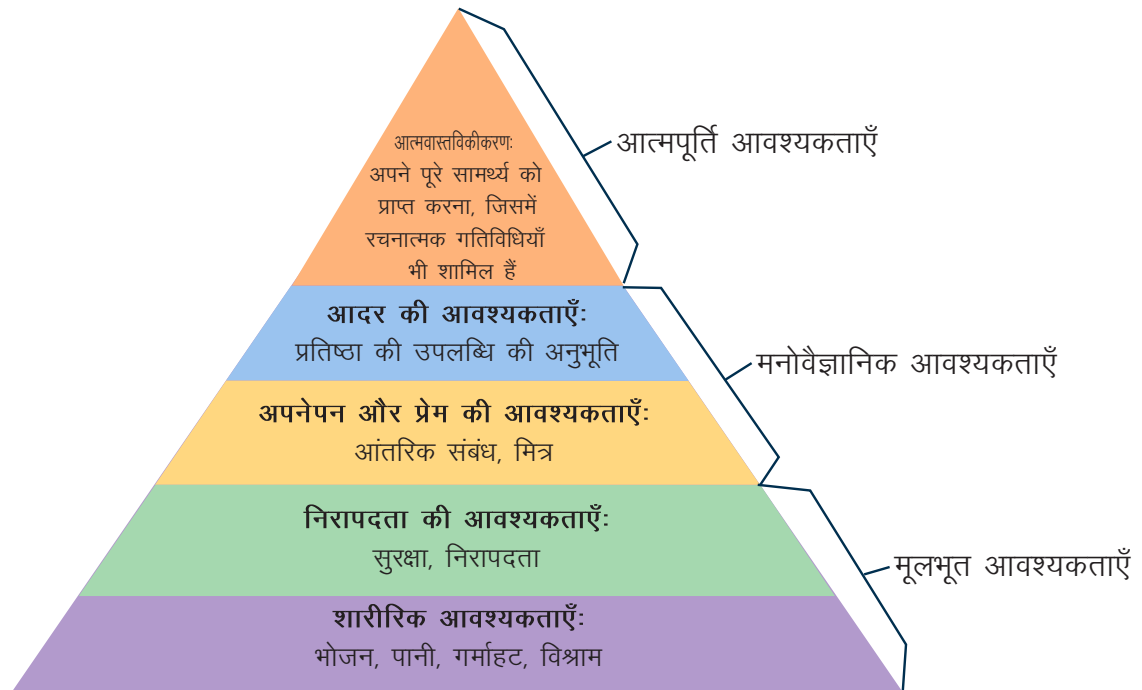 आत्मवास्तविकीकरणः
अपने पूरे सामर्थ्य को
प्राप्त करना, जिसमें
रचनात्मक गतिविधियाँ
भी शामिल हैं
आत्मपूर्ति आवश्यकताएँ
आदर की आवश्यकताएँः
प्रतिष्ठा की उपलब्धि की अनुभूति
मनोवैज्ञानिक आवश्यकताएँ
अपनेपन और प्रेम की आवश्यकताएँः
आंतरिक संबंध, मित्र
निरापदता की आवश्यकताएँः
सुरक्षा, निरापदता
मूलभूत आवश्यकताएँ
शारीरिक आवश्यकताएँः
भोजन, पानी, गर्माहट, विश्राम